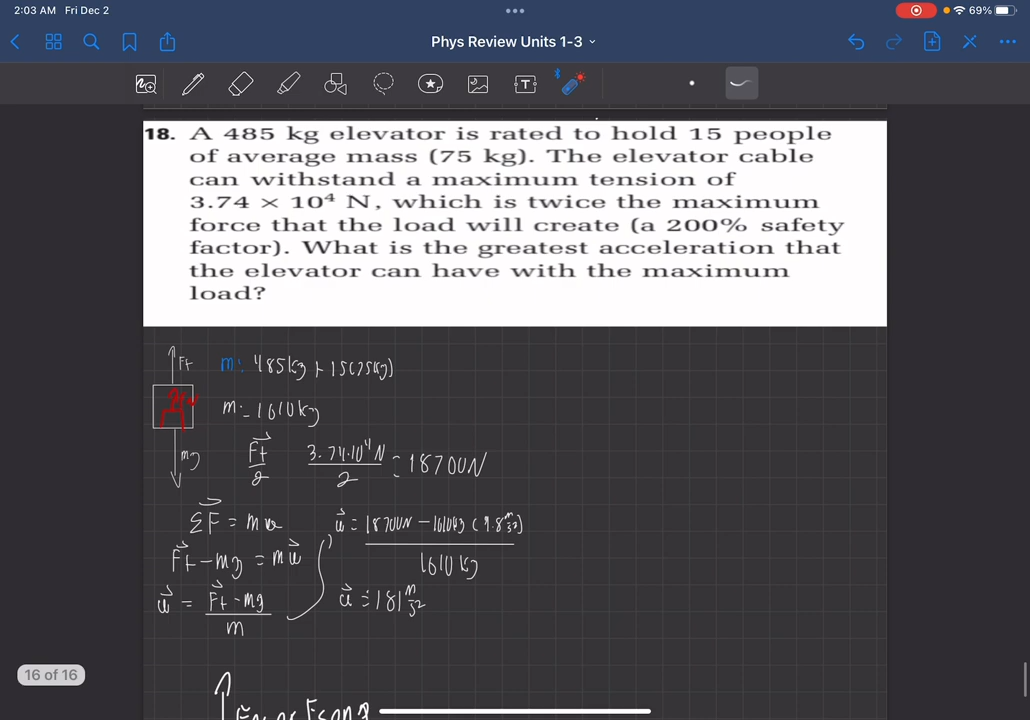 2:03 AM Fri Dec 2
69%
Phys Review Units 1-3
18. A 485 kg elevator is rated to hold 15 people
of average mass (75 kg). The elevator cable
can withstand a maximum tension of
3.74 × 10⁴ N, which is twice the maximum
force that the load will create (a 200% safety
factor). What is the greatest acceleration that
the elevator can have with the maximum
load?
Ft
m: 485kg + 15(75kg)
m = 1610kg
mg
Ft/2 3.74·10⁴N/2 = 18700N
ΣF = ma
a = 18700N - 1610kg (9.8 m/s²) / 1610 kg
Ft - mg = ma
a = Ft - mg / m
a = 1.81 m/s²
16 of 16